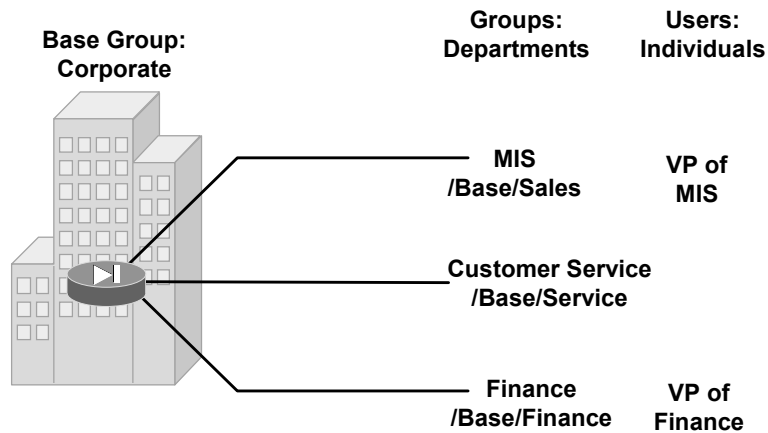 Base Group:
Corporate
Groups:
Departments
Users:
Individuals
MIS
/Base/Sales
VP of
MIS
Customer Service
/Base/Service
Finance
/Base/Finance
VP of
Finance